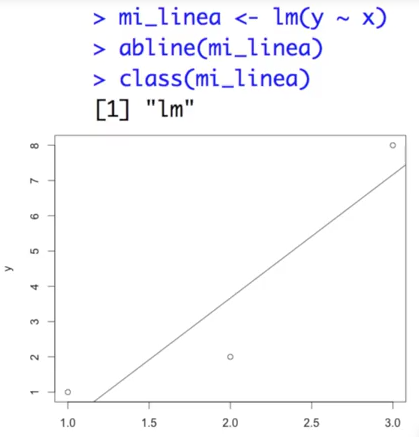 > mi_linea <- lm(y ~ x)
> abline(mi_linea)
> class(mi_linea)
[1] "lm"
8
7
6
5
4
3
2
1
y
1.0 1.5 2.0 2.5 3.0